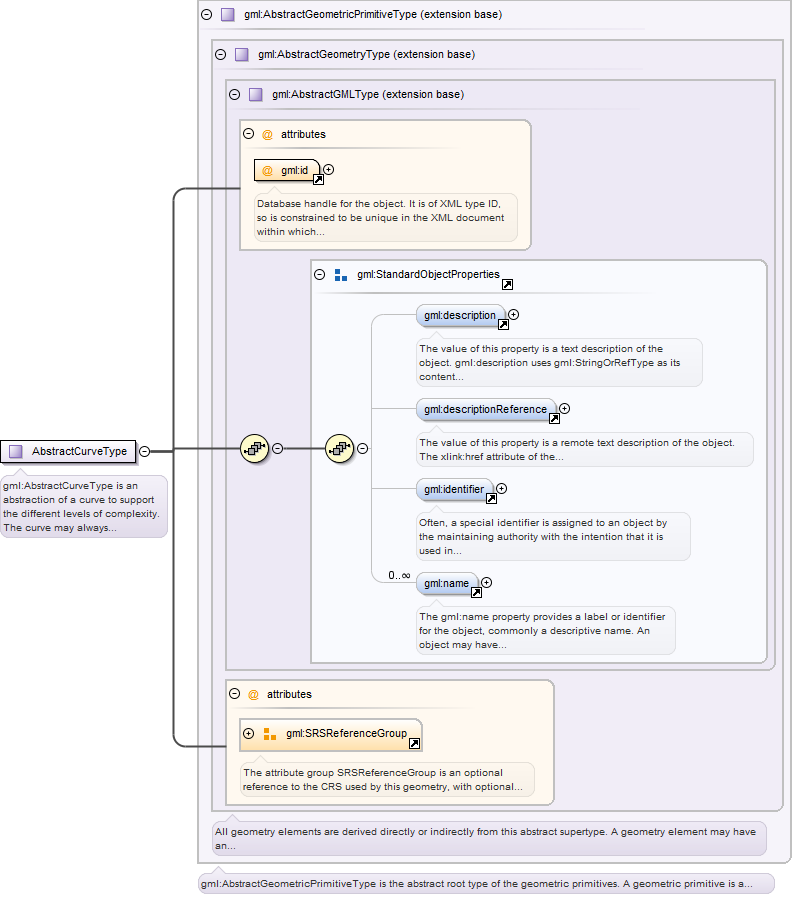 gml:AbstractGeometricPrimitiveType (extension base)
gml:AbstractGeometryType (extension base)
gml:AbstractGMLType (extension base)
@ attributes
@ gml:id
Database handle for the object. It is of XML type ID,
so is constrained to be unique in the XML document
within which...
gml:StandardObjectProperties
gml:description
The value of this property is a text description of the
object. gml:description uses gml:StringOrRefType as its
content...
gml:descriptionReference
The value of this property is a remote text description of the object.
The xlink:href attribute of the...
gml:identifier
Often, a special identifier is assigned to an object by
the maintaining authority with the intention that it is
used in...
0..∞
gml:name
The gml:name property provides a label or identifier
for the object, commonly a descriptive name. An
object may have...
AbstractCurveType
gml:AbstractCurveType is an
abstraction of a curve to support
the different levels of complexity.
The curve may always...
@ attributes
gml:SRSReferenceGroup
The attribute group SRSReferenceGroup is an optional
reference to the CRS used by this geometry, with optional...
All geometry elements are derived directly or indirectly from this abstract supertype. A geometry element may have
an...
gml:AbstractGeometricPrimitiveType is the abstract root type of the geometric primitives. A geometric primitive is a...